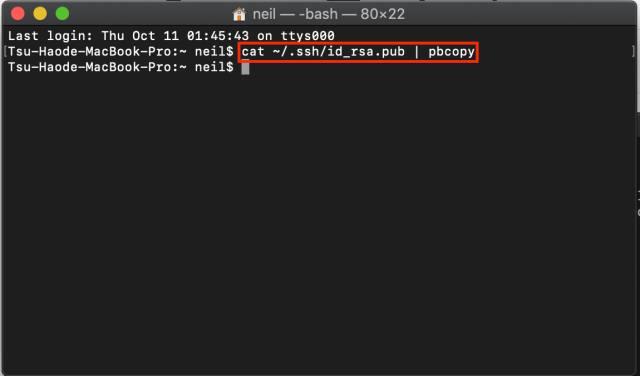 neil — -bash — 80×22
Last login: Thu Oct 11 01:45:43 on ttys000
[Tsu-Haode-MacBook-Pro:~ neil$ cat ~/.ssh/id_rsa.pub | pbcopy ]
Tsu-Haode-MacBook-Pro:~ neil$